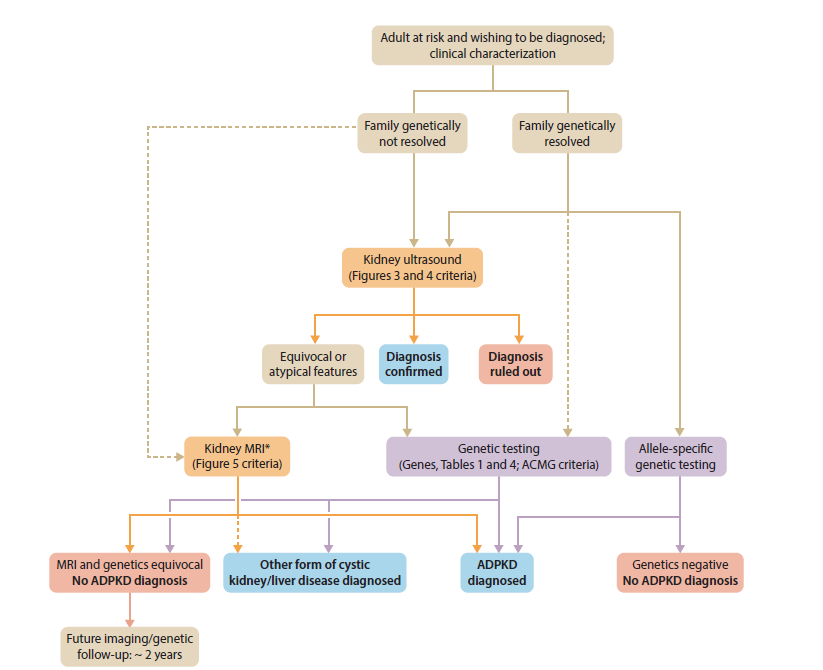 Adult at risk and wishing to be diagnosed;
clinical characterization
Family genetically
not resolved
Family genetically
resolved
Kidney ultrasound
(Figures 3 and 4 criteria)
Equivocal or
atypical features
Diagnosis
confirmed
Diagnosis
ruled out
Kidney MRI*
(Figure 5 criteria)
Genetic testing
(Genes, Tables 1 and 4; ACMG criteria)
Allele-specific
genetic testing
MRI and genetics equivocal
No ADPKD diagnosis
Other form of cystic
kidney/liver disease diagnosed
ADPKD
diagnosed
Genetics negative
No ADPKD diagnosis
Future imaging/genetic
follow-up: ~ 2 years